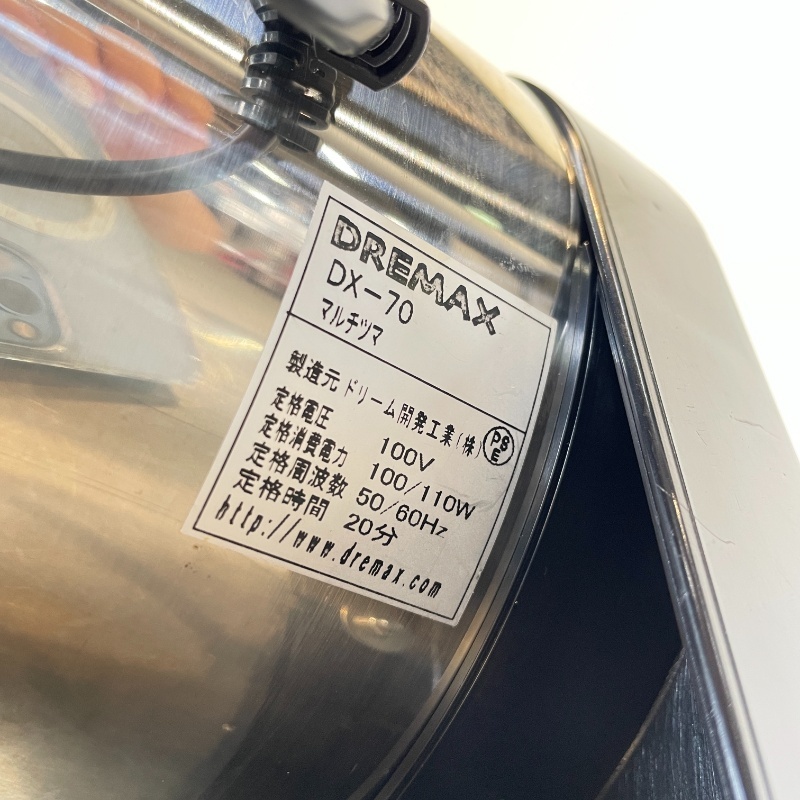 DREMAX
DX-70
マルチツマ
製造元 ドリーム開発工業(株) PSE
定格電圧 100V
定格消費電力 100/110W
定格周波数 50/60Hz
定格時間 20分
http://www.dremax.com